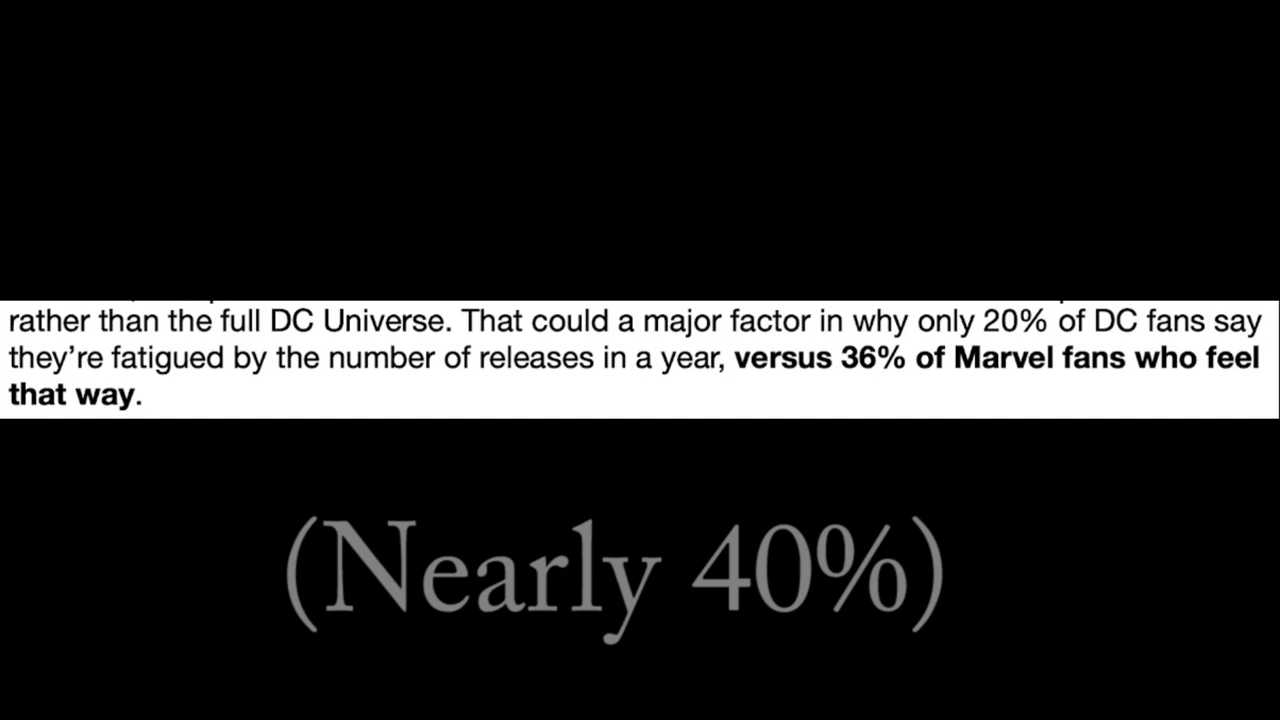 rather than the full DC Universe. That could a major factor in why only 20% of DC fans say
they're fatigued by the number of releases in a year, versus 36% of Marvel fans who feel
that way.
(Nearly 40%)